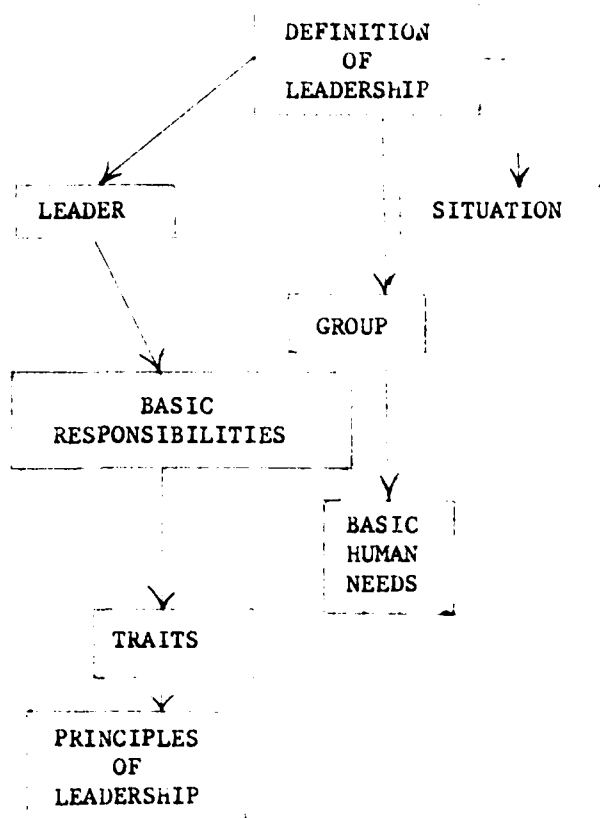 DEFINITION
OF
LEADERSHIP
LEADER
SITUATION
GROUP
BASIC
RESPONSIBILITIES
BASIC
HUMAN
NEEDS
TRAITS
PRINCIPLES
OF
LEADERSHIP